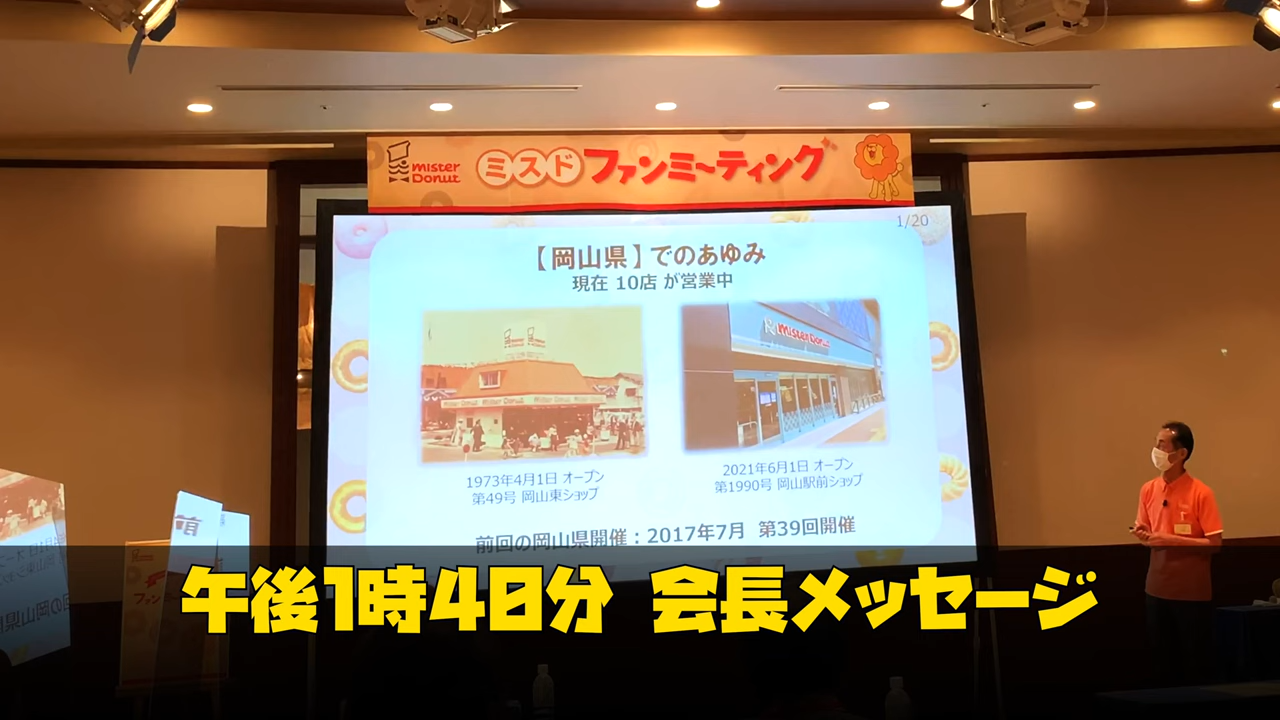 mister Donut
ミスド ファンミーティング
1/20
【岡山県】でのあゆみ
現在 10店 が営業中
mister Donut
Mister Donut
1973年4月1日 オープン
第49号 岡山東ショップ
2021年6月1日 オープン
第1990号 岡山駅前ショップ
前回の岡山県開催：2017年7月 第39回開催
午後1時40分 会長メッセージ